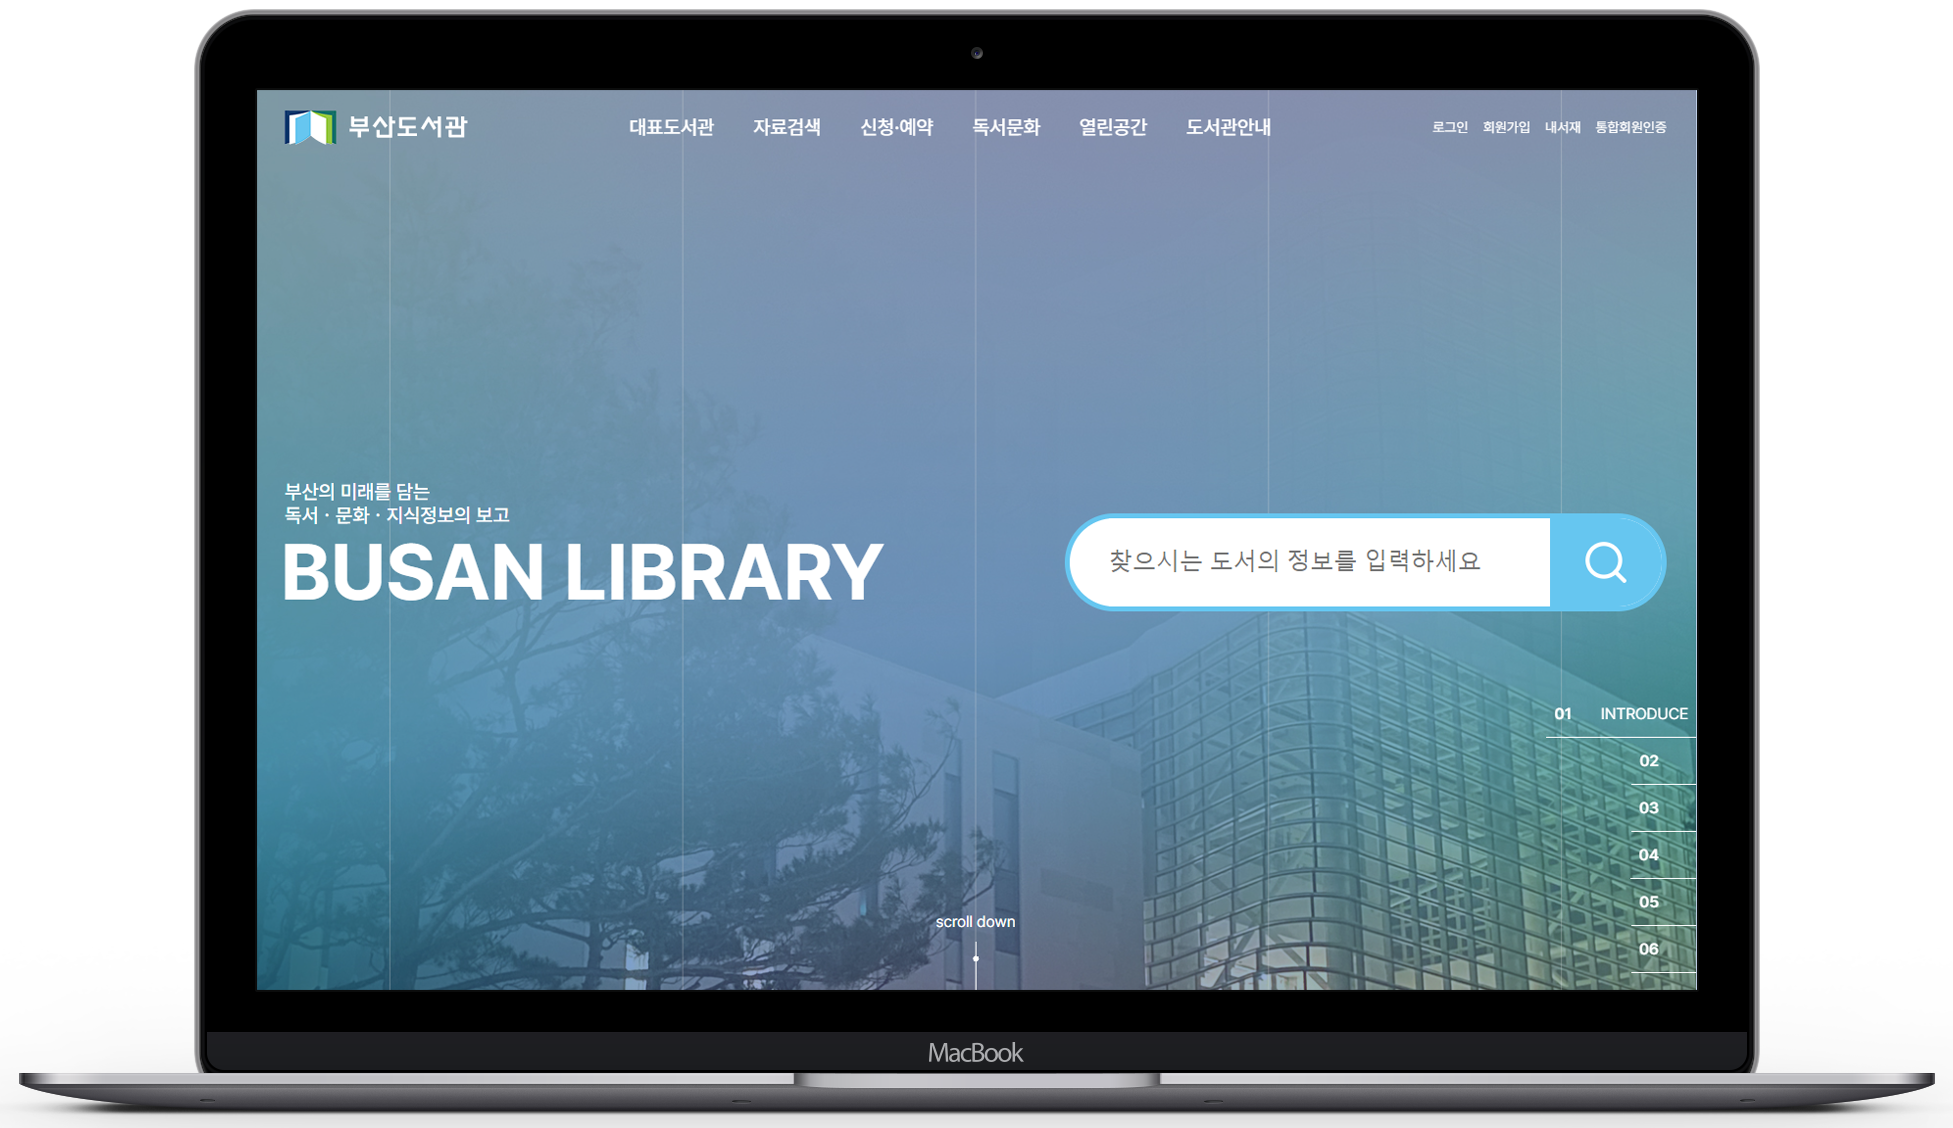 부산도서관
대표도서관 자료검색 신청·예약 독서문화 열린공간 도서관안내
로그인 회원가입 내서재 통합회원인증
부산의 미래를 담는
독서 · 문화 · 지식정보의 보고
BUSAN LIBRARY
찾으시는 도서의 정보를 입력하세요
01 INTRODUCE
02
03
04
05
06
scroll down
MacBook